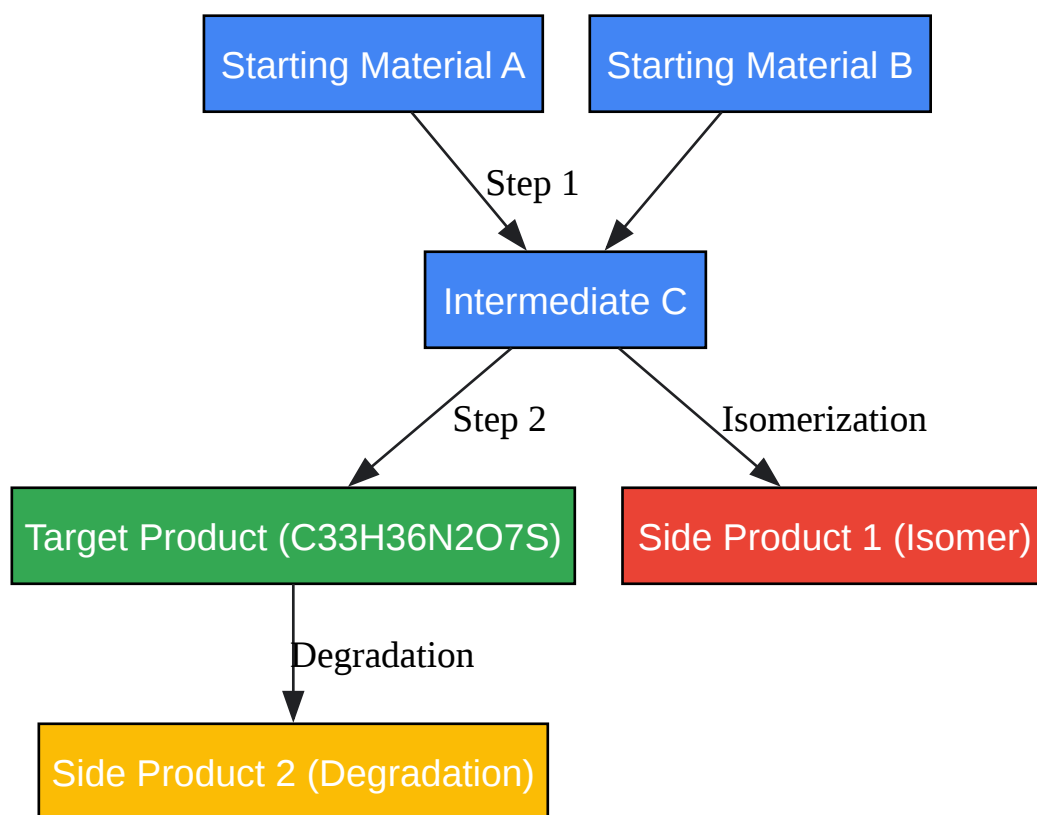 Starting Material A
Starting Material B
Step 1
Intermediate C
Step 2
Isomerization
Target Product (C33H36N2O7S)
Side Product 1 (Isomer)
Degradation
Side Product 2 (Degradation)